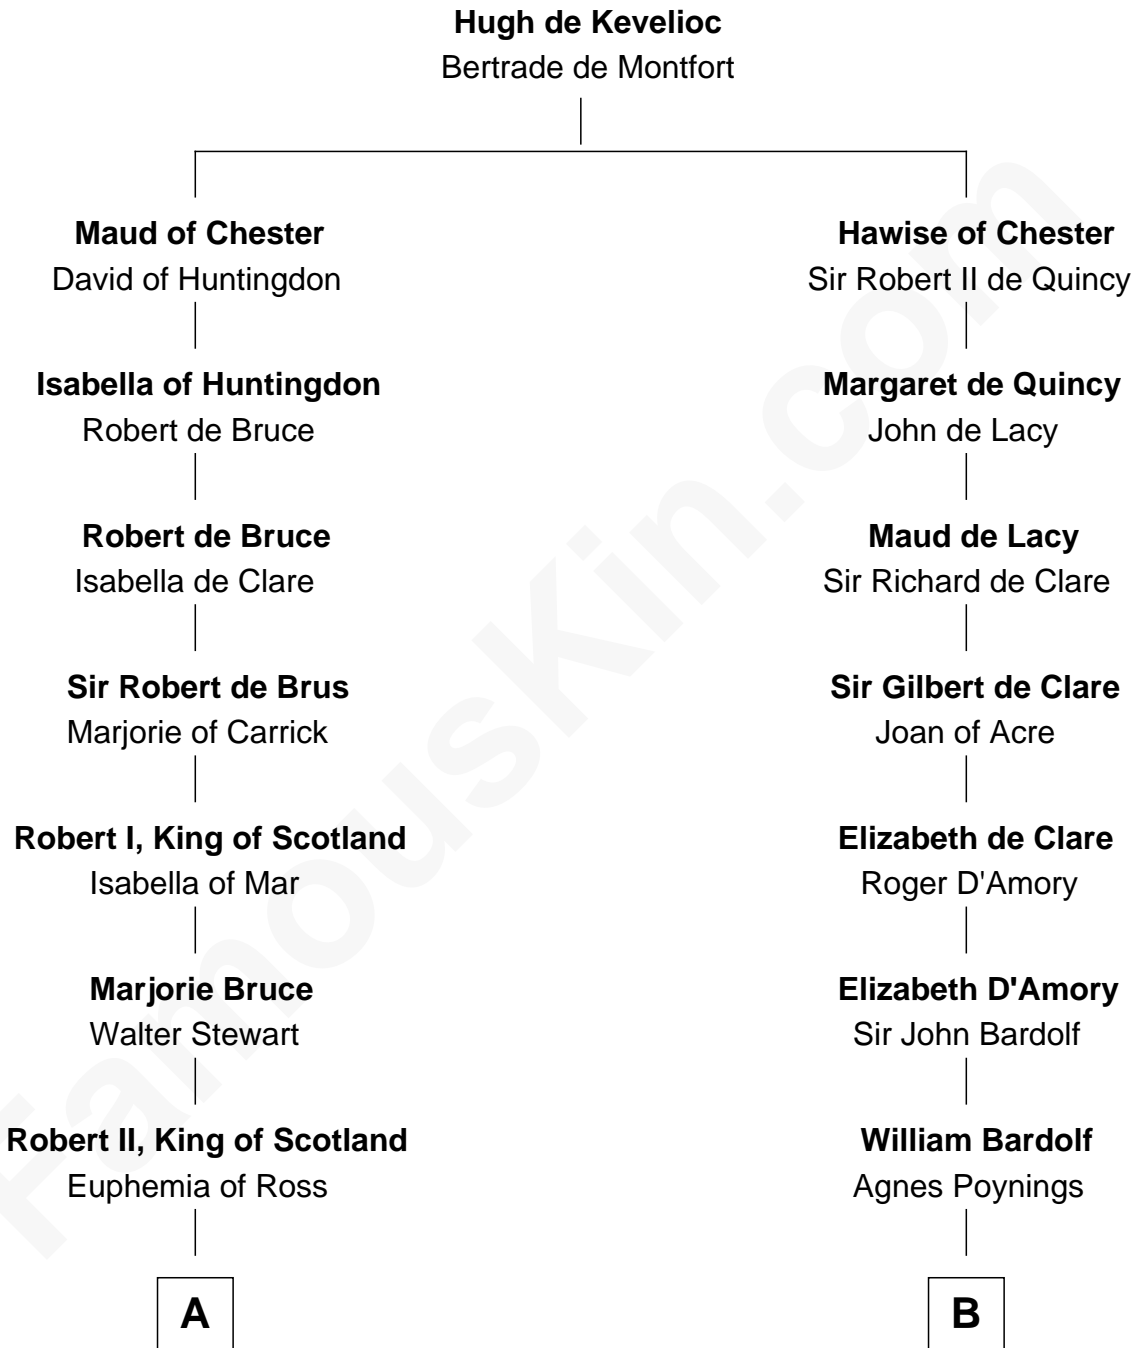 Hugh de Kevelioc
Bertrade de Montfort
Maud of Chester
David of Huntingdon
Hawise of Chester
Sir Robert II de Quincy
Isabella of Huntingdon
Robert de Bruce
Margaret de Quincy
John de Lacy
Robert de Bruce
Isabella de Clare
Maud de Lacy
Sir Richard de Clare
Sir Robert de Brus
Marjorie of Carrick
Sir Gilbert de Clare
Joan of Acre
Robert I, King of Scotland
Isabella of Mar
Elizabeth de Clare
Roger D'Amory
Marjorie Bruce
Walter Stewart
Elizabeth D'Amory
Sir John Bardolf
Robert II, King of Scotland
Euphemia of Ross
William Bardolf
Agnes Poynings
A
B
FamousKin.com